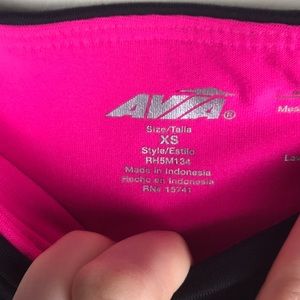 AVIA®
Size/Talla
XS
Style/Estilo
RH5M134
Made in Indonesia
Hecho en Indonesia
RN# 15741